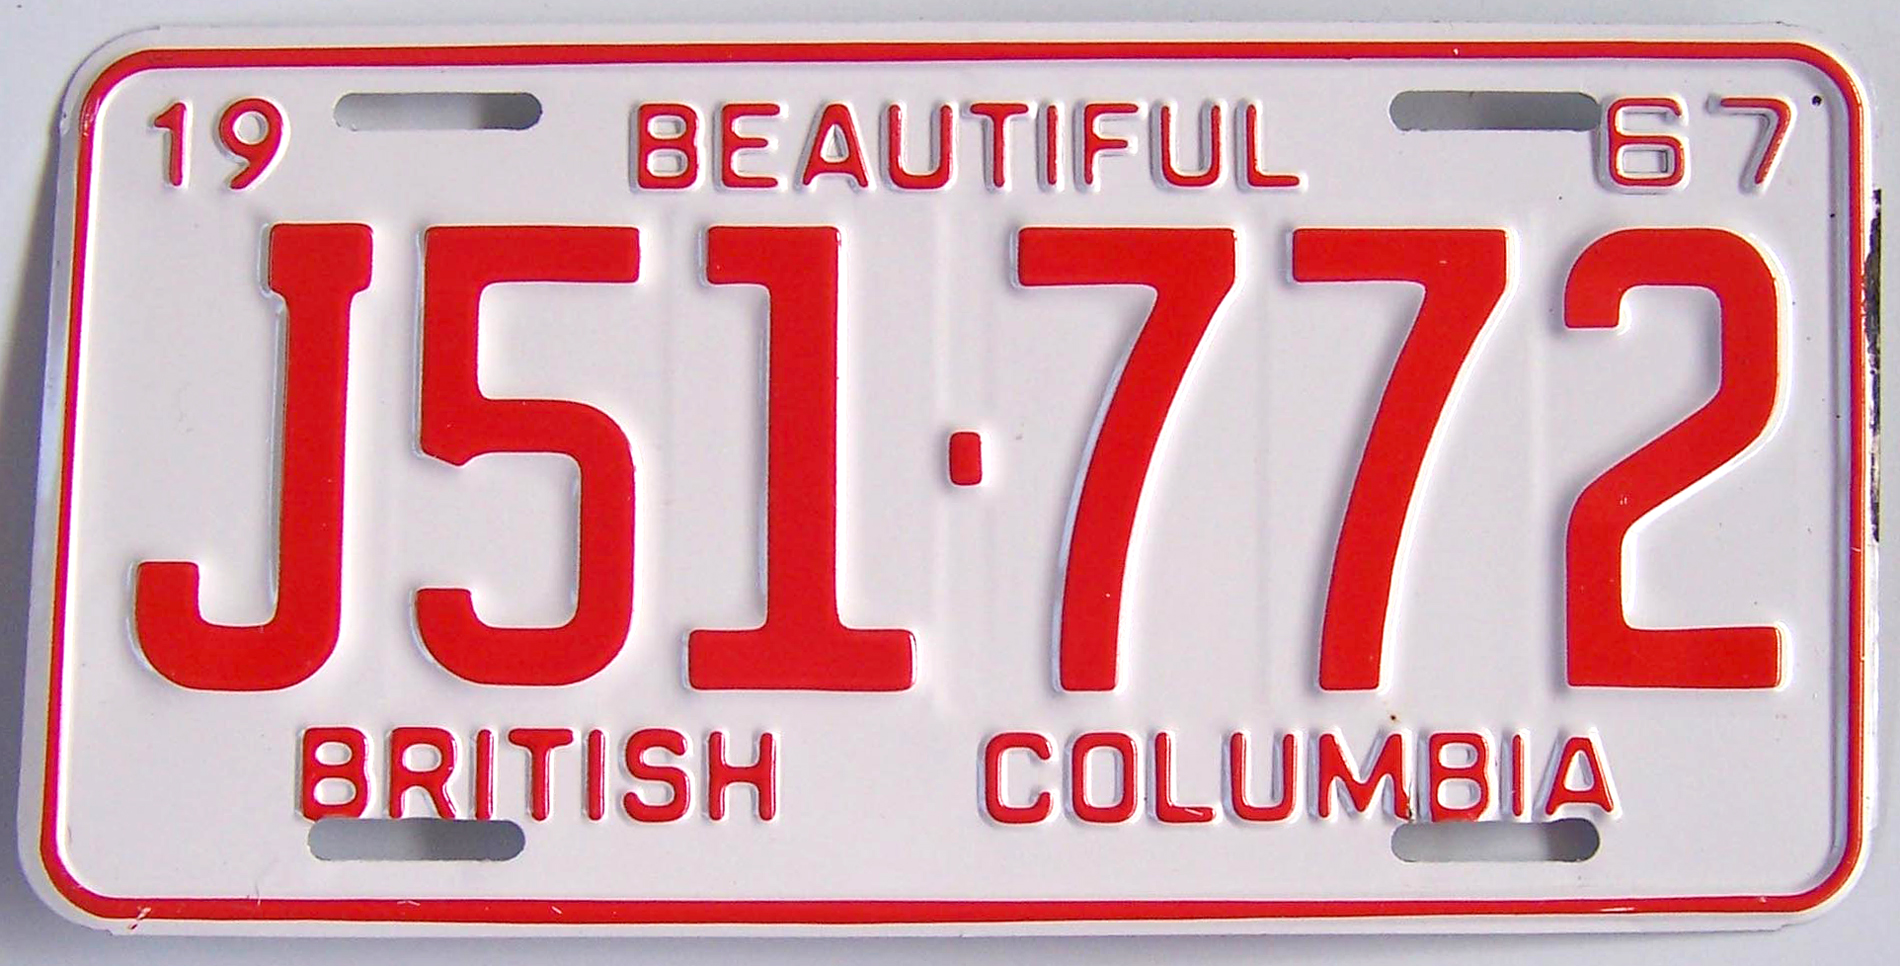 19 BEAUTIFUL 67
J51·772
BRITISH COLUMBIA